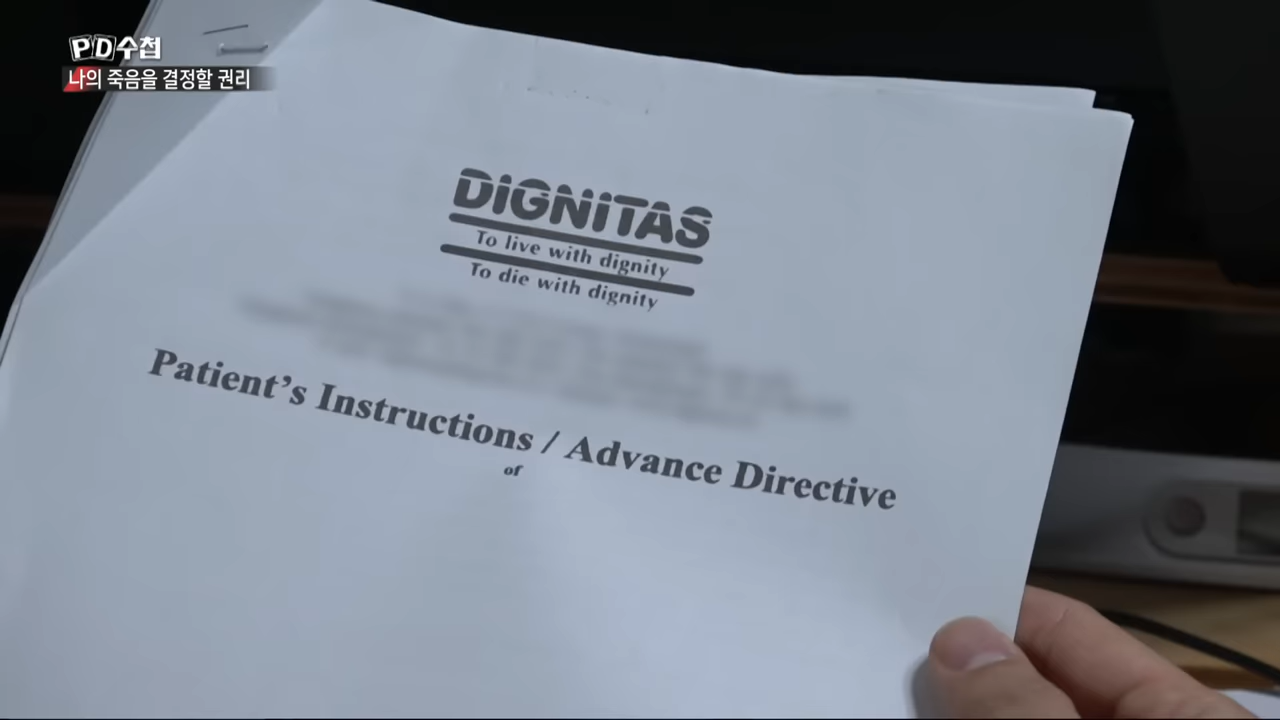 PD수첩
나의 죽음을 결정할 권리
DiGNiTAS
To live with dignity
To die with dignity
Patient's Instructions / Advance Directive
of